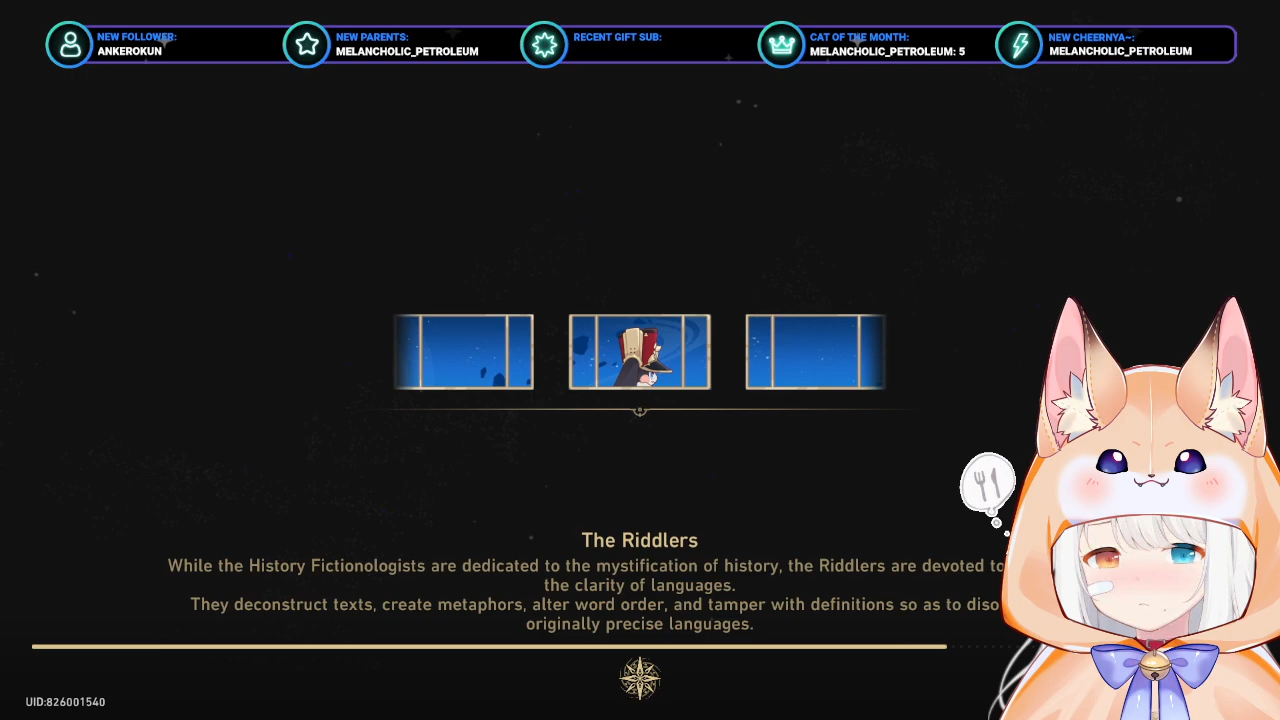 NEW FOLLOWER:
ANKEROKUN
NEW PARENTS:
MELANCHOLIC_PETROLEUM
RECENT GIFT SUB:
CAT OF THE MONTH:
MELANCHOLIC_PETROLEUM: 5
NEW CHEERNYA~:
MELANCHOLIC_PETROLEUM
The Riddlers
While the History Fictionologists are dedicated to the mystification of history, the Riddlers are devoted to
the clarity of languages.
They deconstruct texts, create metaphors, alter word order, and tamper with definitions so as to
originally precise languages.
UID:826001540